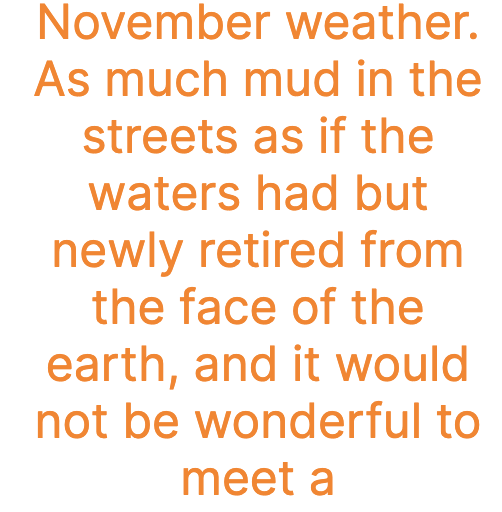 November weather.
As much mud in the
streets as if the
waters had but
newly retired from
the face of the
earth, and it would
not be wonderful to
meet a